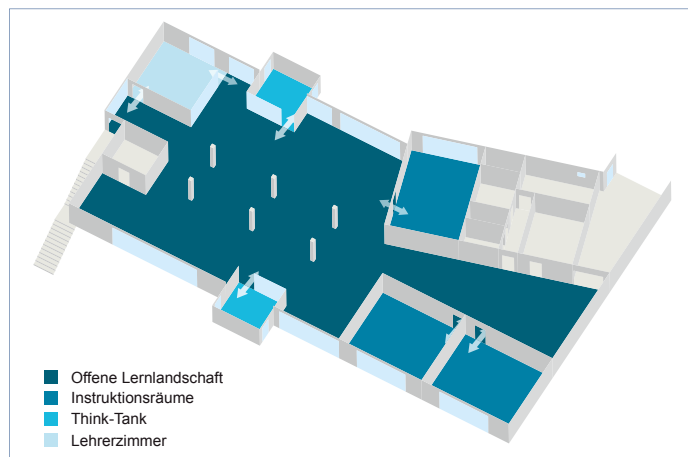 Offene Lernlandschaft
Instruktionsräume
Think-Tank
Lehrerzimmer